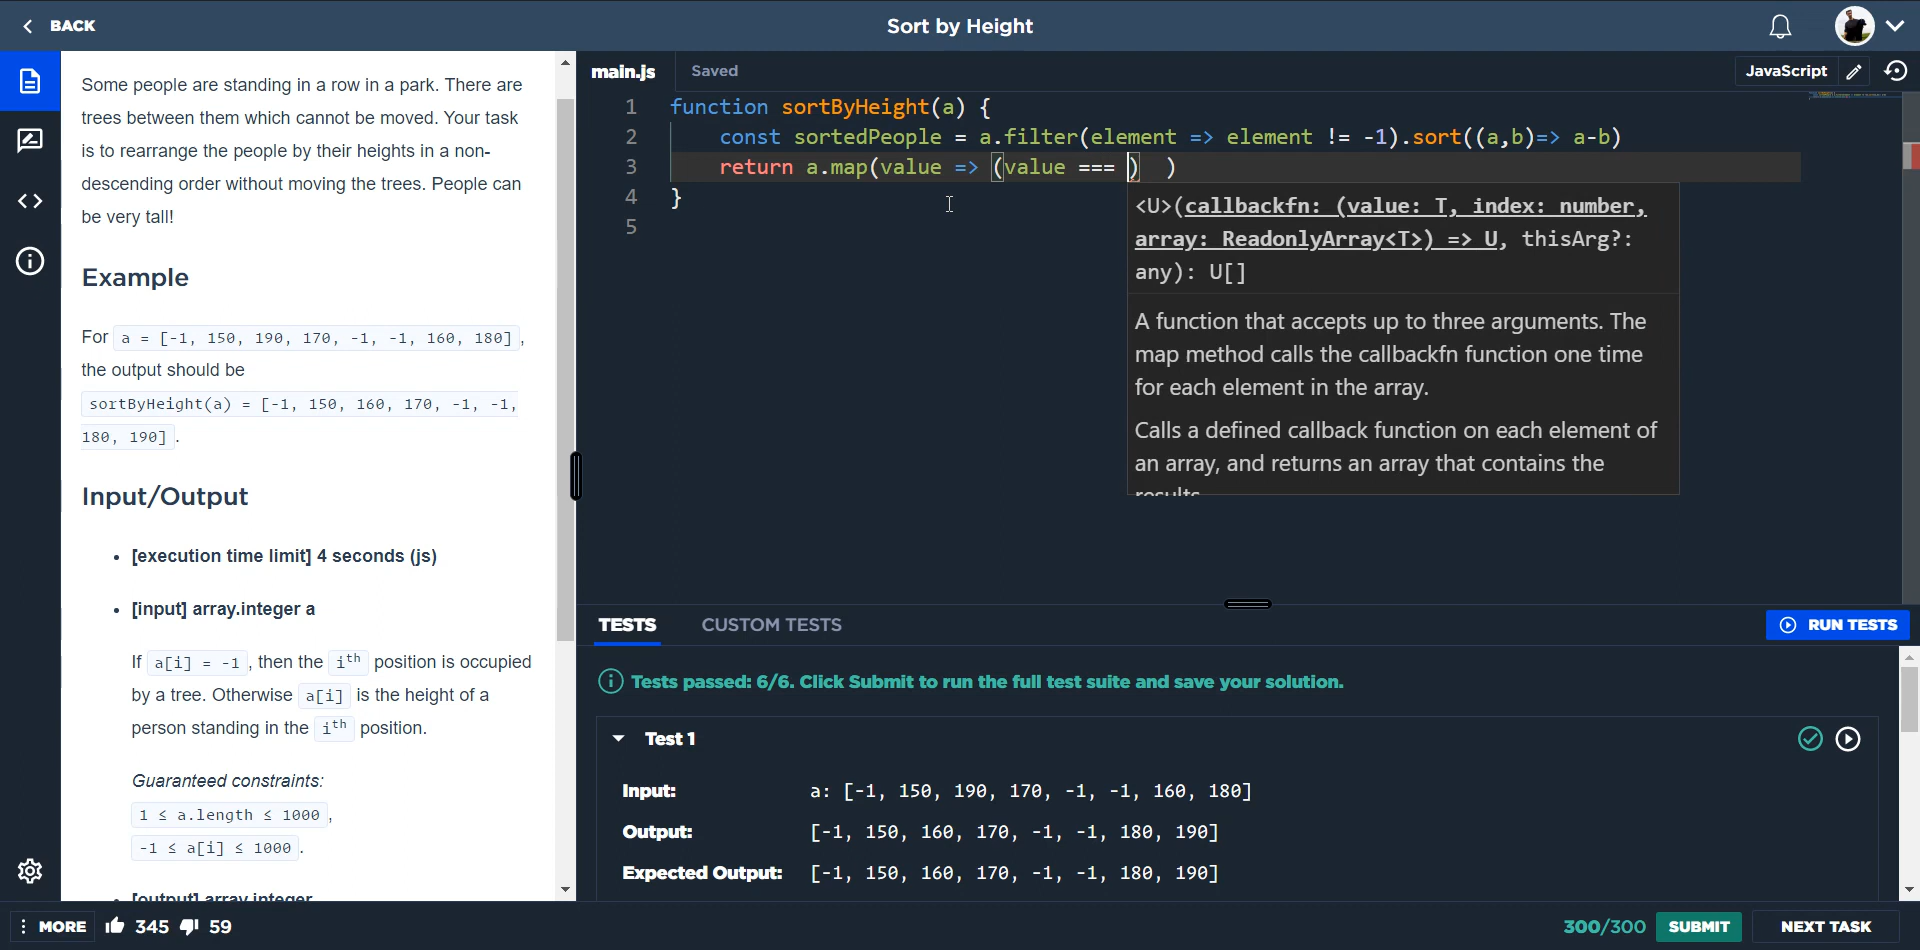 BACK
Sort by Height
Some people are standing in a row in a park. There are
trees between them which cannot be moved. Your task
is to rearrange the people by their heights in a non-
descending order without moving the trees. People can
be very tall!
Example
For a = [-1, 150, 190, 170, -1, -1, 160, 180] ,
the output should be
sortByHeight(a) = [-1, 150, 160, 170, -1, -1,
180, 190] .
Input/Output
• [execution time limit] 4 seconds (js)
• [input] array.integer a
If a[i] = -1 , then the ith position is occupied
by a tree. Otherwise a[i] is the height of a
person standing in the ith position.
Guaranteed constraints:
1 ≤ a.length ≤ 1000 ,
-1 ≤ a[i] ≤ 1000 .
• [output] array.integer
MORE 345 59
main.js Saved JavaScript
1 function sortByHeight(a) {
2 const sortedPeople = a.filter(element => element != -1).sort((a,b)=> a-b)
3 return a.map(value => (value === ) )
4 }
5
<U>(callbackfn: (value: T, index: number,
array: ReadonlyArray<T>) => U, thisArg?:
any): U[]
A function that accepts up to three arguments. The
map method calls the callbackfn function one time
for each element in the array.
Calls a defined callback function on each element of
an array, and returns an array that contains the
results
TESTS CUSTOM TESTS RUN TESTS
Tests passed: 6/6. Click Submit to run the full test suite and save your solution.
Test 1
Input: a: [-1, 150, 190, 170, -1, -1, 160, 180]
Output: [-1, 150, 160, 170, -1, -1, 180, 190]
Expected Output: [-1, 150, 160, 170, -1, -1, 180, 190]
300/300 SUBMIT NEXT TASK